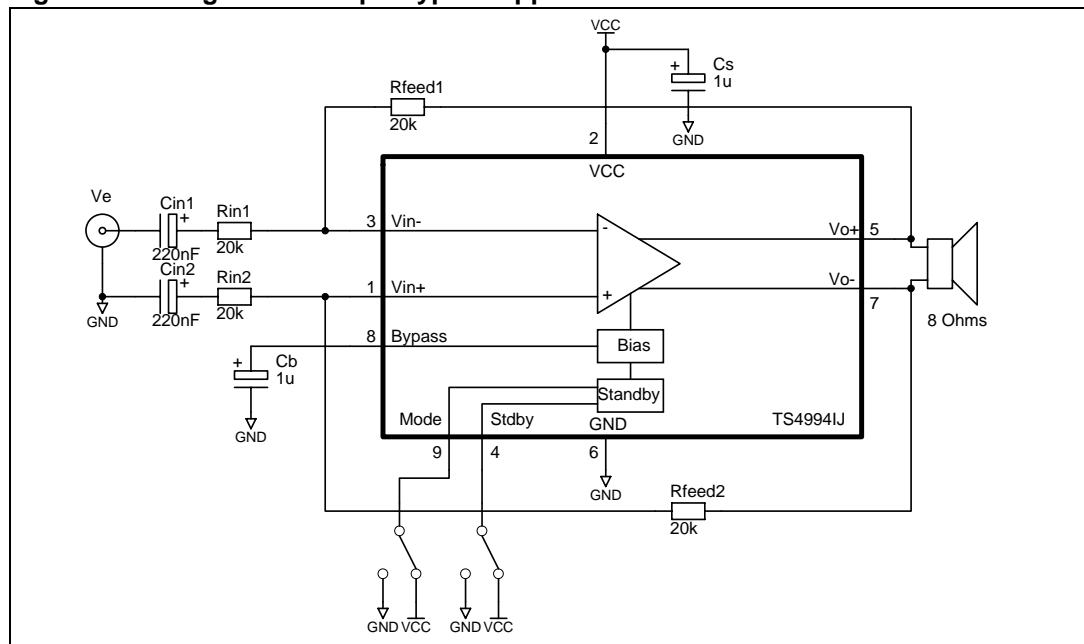 VCC
+ Cs
1u
Rfeed1
20k
GND
2
VCC
Ve
Cin1
+
Rin1
3
Vin-
-
Vo+
5
220nF
20k
Cin2
+
Rin2
1
Vin+
+
Vo-
7
GND
220nF
20k
8 Ohms
8
Bypass
Bias
+ Cb
1u
Standby
GND
Mode
Stdby
GND
TS4994IJ
9
4
6
GND
Rfeed2
20k
GND
VCC
GND
VCC